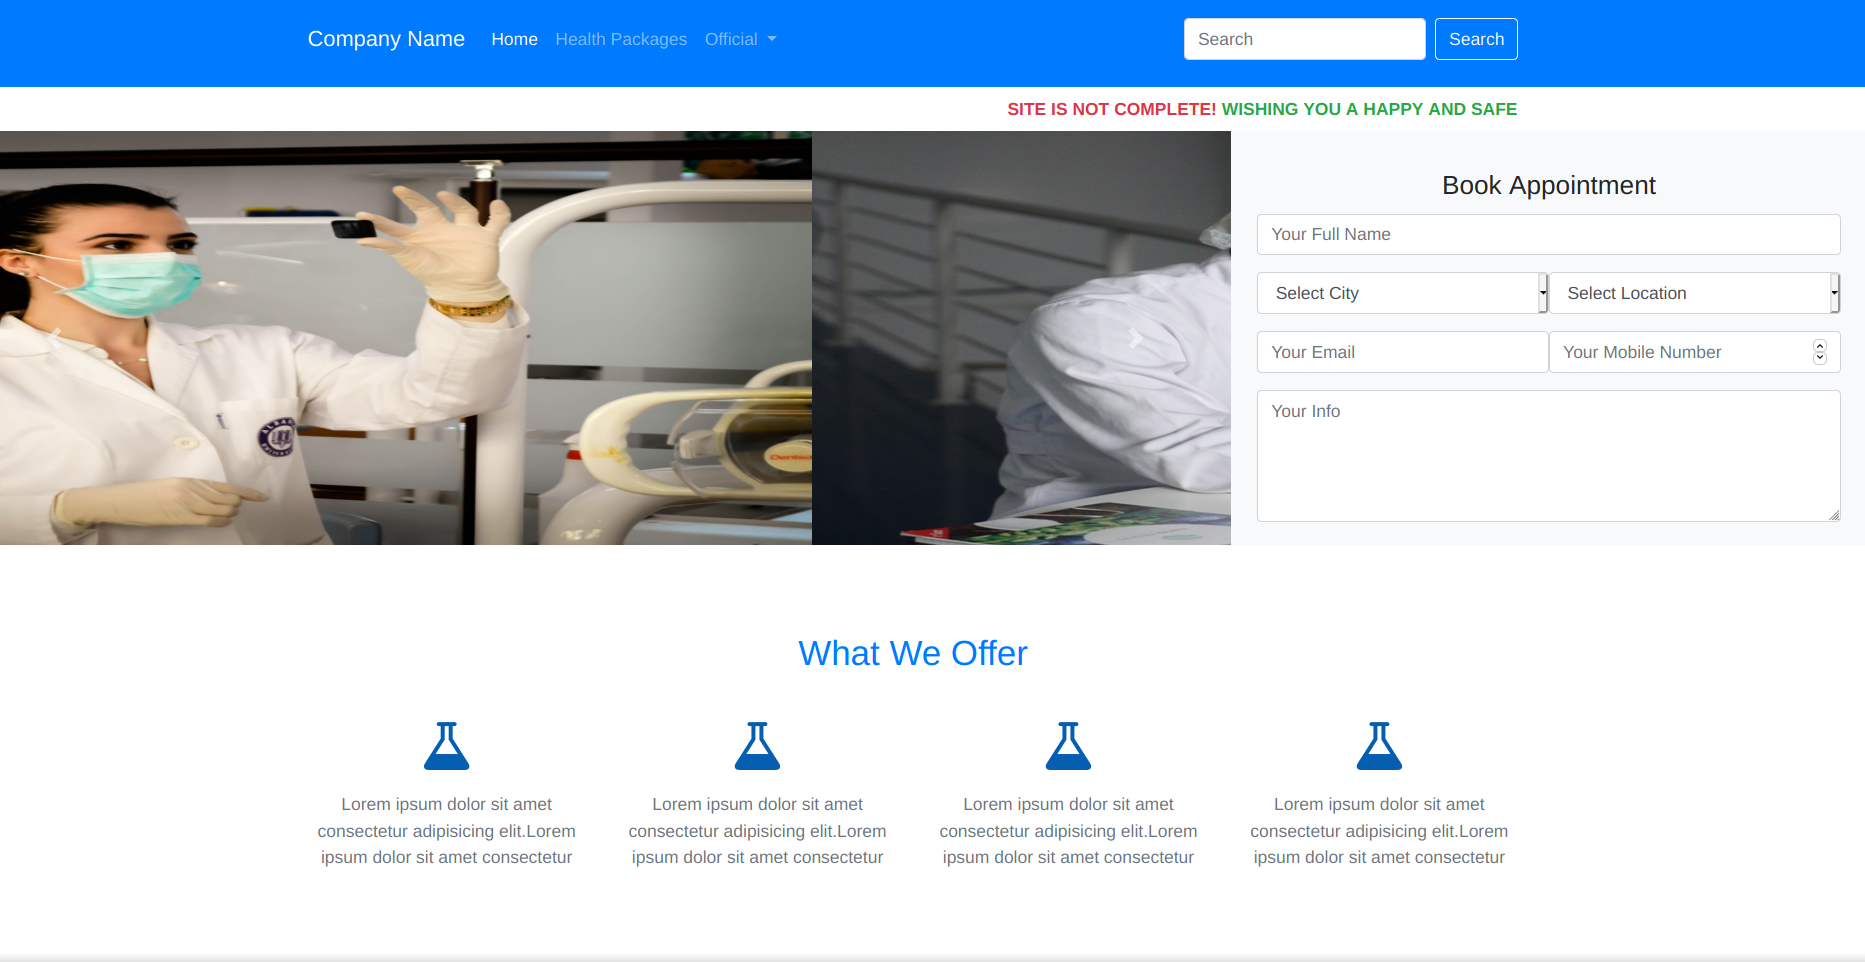 Company Name Home Health Packages Official Search Search
SITE IS NOT COMPLETE! WISHING YOU A HAPPY AND SAFE
Book Appointment
Your Full Name
Select City Select Location
Your Email Your Mobile Number
Your Info
What We Offer
Lorem ipsum dolor sit amet
consectetur adipisicing elit.Lorem
ipsum dolor sit amet consectetur
Lorem ipsum dolor sit amet
consectetur adipisicing elit.Lorem
ipsum dolor sit amet consectetur
Lorem ipsum dolor sit amet
consectetur adipisicing elit.Lorem
ipsum dolor sit amet consectetur
Lorem ipsum dolor sit amet
consectetur adipisicing elit.Lorem
ipsum dolor sit amet consectetur